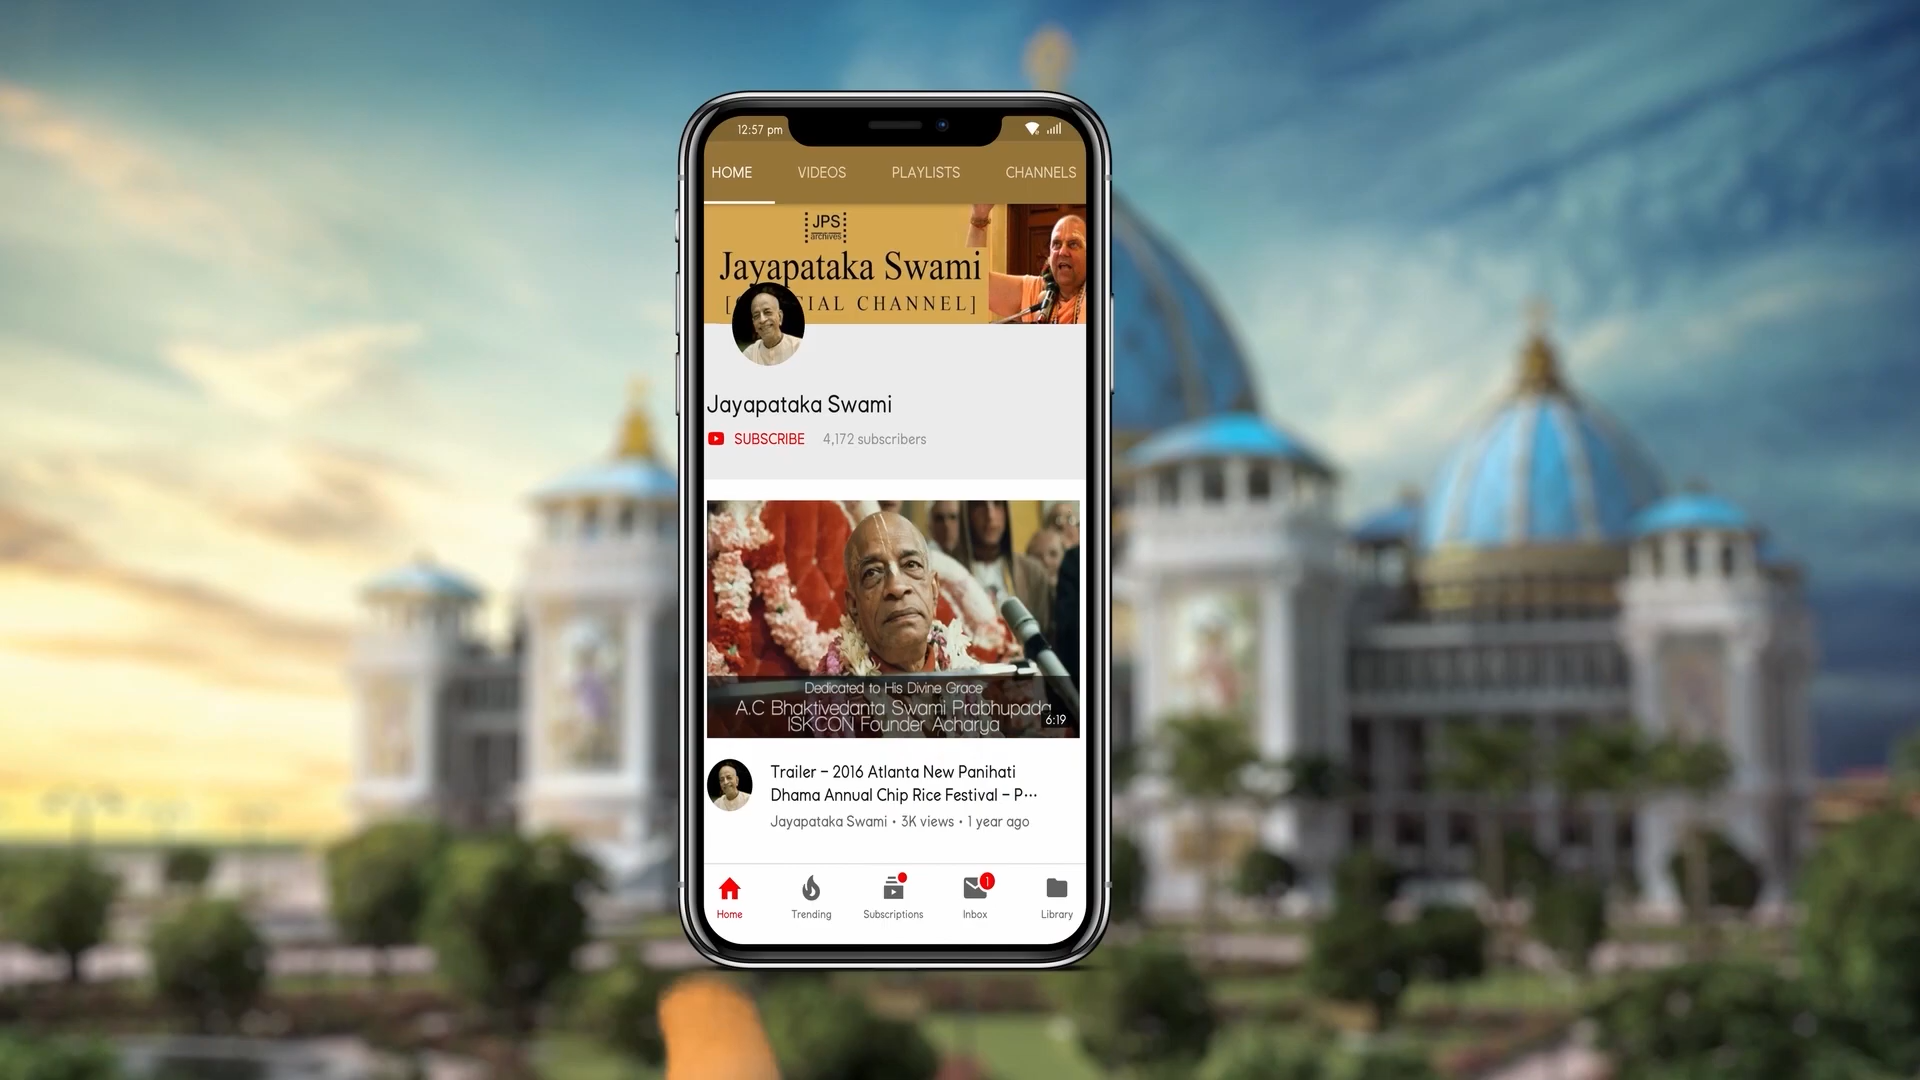 12:57 pm
HOME VIDEOS PLAYLISTS CHANNELS
JPS
archives
Jayapataka Swami
CIAL CHANNEL]
Jayapataka Swami
SUBSCRIBE 4,172 subscribers
Dedicated to His Divine Grace
A.C Bhaktivedanta Swami Prabhupada
ISKCON Founder Acharya
6:19
Trailer – 2016 Atlanta New Panihati
Dhama Annual Chip Rice Festival – P···
Jayapataka Swami • 3K views • 1 year ago
1
Home Trending Subscriptions Inbox Library